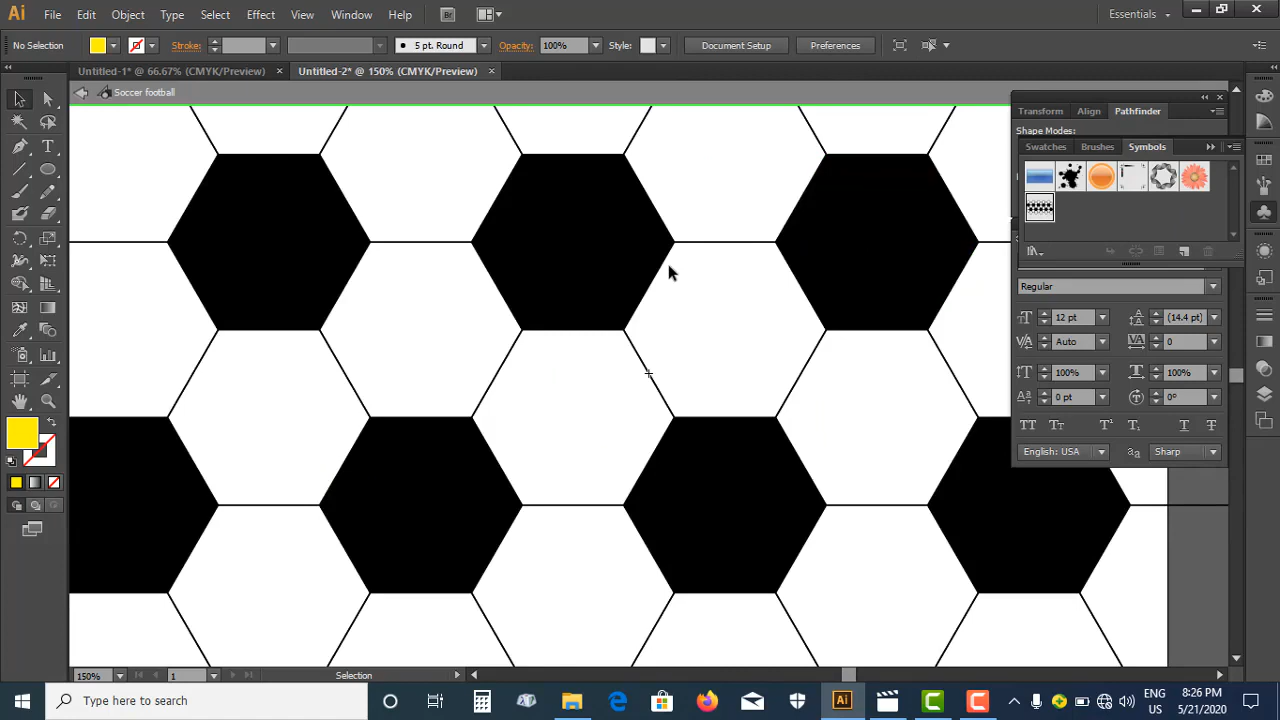 Ai File Edit Object Type Select Effect View Window Help Br Essentials
No Selection Stroke: 5 pt. Round Opacity: 100% Style: Document Setup Preferences
Untitled-1* @ 66.67% (CMYK/Preview) × Untitled-2* @ 150% (CMYK/Preview) ×
Soccer football
Transform Align Pathfinder
Shape Modes:
Swatches Brushes Symbols
Regular
12 pt (14.4 pt)
Auto 0
100% 100%
0 pt 0°
English: USA Sharp
150% 1 Selection
Type here to search
Ai
ENG
US
8:26 PM
5/21/2020